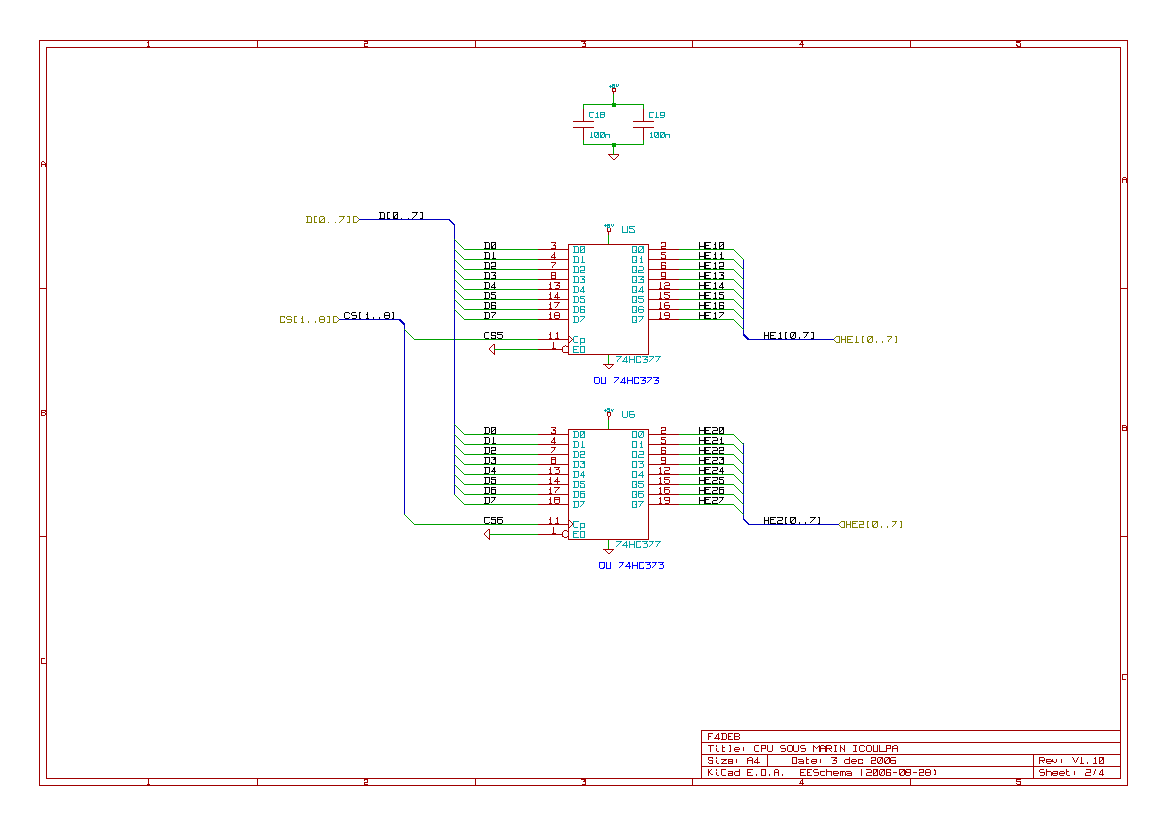 1 2 3 4 5
+5V
C18 C19
100n 100n
A
A
D[0..7] D[0..7]
+5V U5
D0 3 D0 Q0 2 HE10
D1 4 D1 Q1 5 HE11
D2 7 D2 Q2 6 HE12
D3 8 D3 Q3 9 HE13
D4 13 D4 Q4 12 HE14
D5 14 D5 Q5 15 HE15
D6 17 D6 Q6 16 HE16
D7 18 D7 Q7 19 HE17
CS[1..8] CS[1..8]
CS5 11 Cp HE1[0.7] HE1[0..7]
1 EO
74HC377
OU 74HC373
B
+5V U6
B
D0 3 D0 Q0 2 HE20
D1 4 D1 Q1 5 HE21
D2 7 D2 Q2 6 HE22
D3 8 D3 Q3 9 HE23
D4 13 D4 Q4 12 HE24
D5 14 D5 Q5 15 HE25
D6 17 D6 Q6 16 HE26
D7 18 D7 Q7 19 HE27
CS6 11 Cp HE2[0..7] HE2[0..7]
1 EO
74HC377
OU 74HC373
C
C
F4DEB
Title: CPU SOUS MARIN ICOULPA
Size: A4 Date: 3 dec 2006 Rev: V1.10
KiCad E.D.A. EESchema (2006-09-28) Sheet: 2/4
1 2 3 4 5